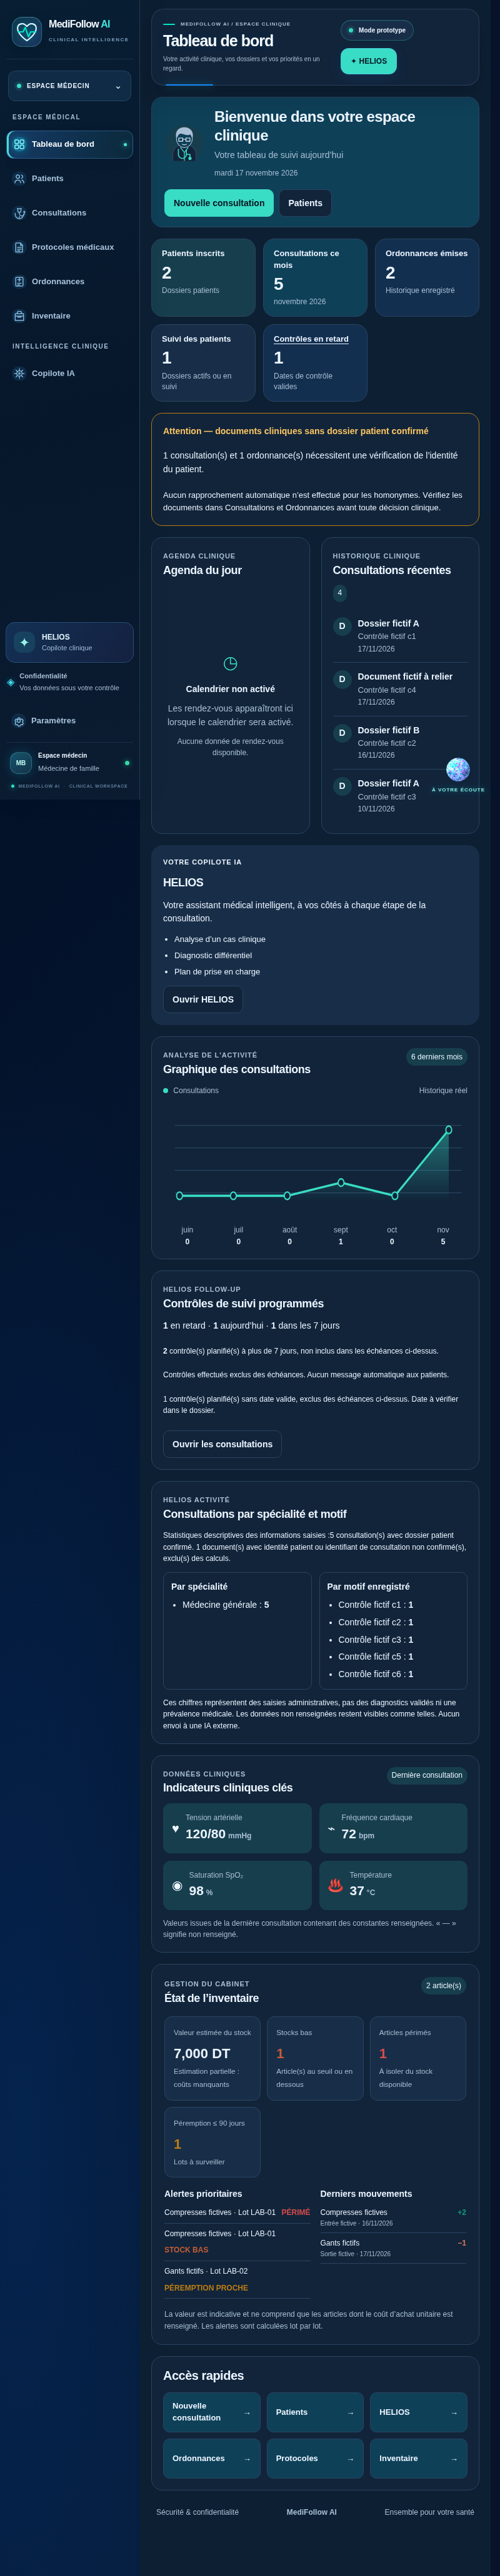 MediFollow AI
CLINICAL INTELLIGENCE
ESPACE MÉDECIN
ESPACE MÉDICAL
Tableau de bord
Patients
Consultations
Protocoles médicaux
Ordonnances
Inventaire
INTELLIGENCE CLINIQUE
Copilote IA
HELIOS
Copilote clinique
Confidentialité
Vos données sous votre contrôle
Paramètres
MB
Espace médecin
Médecine de famille
MEDIFOLLOW AI · CLINICAL WORKSPACE
MEDIFOLLOW AI / ESPACE CLINIQUE
Tableau de bord
Votre activité clinique, vos dossiers et vos priorités en un
regard.
Mode prototype
✦ HELIOS
Bienvenue dans votre espace
clinique
Votre tableau de suivi aujourd’hui
mardi 17 novembre 2026
Nouvelle consultation
Patients
Patients inscrits
2
Dossiers patients
Consultations ce
mois
5
novembre 2026
Ordonnances émises
2
Historique enregistré
Suivi des patients
1
Dossiers actifs ou en
suivi
Contrôles en retard
1
Dates de contrôle
valides
Attention — documents cliniques sans dossier patient confirmé
1 consultation(s) et 1 ordonnance(s) nécessitent une vérification de l’identité
du patient.
Aucun rapprochement automatique n’est effectué pour les homonymes. Vérifiez les
documents dans Consultations et Ordonnances avant toute décision clinique.
AGENDA CLINIQUE
Agenda du jour
Calendrier non activé
Les rendez-vous apparaîtront ici
lorsque le calendrier sera activé.
Aucune donnée de rendez-vous
disponible.
HISTORIQUE CLINIQUE
Consultations récentes
4
D
Dossier fictif A
Contrôle fictif c1
17/11/2026
D
Document fictif à relier
Contrôle fictif c4
17/11/2026
D
Dossier fictif B
Contrôle fictif c2
16/11/2026
D
Dossier fictif A
Contrôle fictif c3
10/11/2026
À VOTRE ÉCOUTE
VOTRE COPILOTE IA
HELIOS
Votre assistant médical intelligent, à vos côtés à chaque étape de la
consultation.
• Analyse d’un cas clinique
• Diagnostic différentiel
• Plan de prise en charge
Ouvrir HELIOS
ANALYSE DE L’ACTIVITÉ
Graphique des consultations
6 derniers mois
Consultations
Historique réel
juin juil août sept oct nov
0 0 0 1 0 5
HELIOS FOLLOW-UP
Contrôles de suivi programmés
1 en retard · 1 aujourd’hui · 1 dans les 7 jours
2 contrôle(s) planifié(s) à plus de 7 jours, non inclus dans les échéances ci-dessus.
Contrôles effectués exclus des échéances. Aucun message automatique aux patients.
1 contrôle(s) planifié(s) sans date valide, exclus des échéances ci-dessus. Date à vérifier
dans le dossier.
Ouvrir les consultations
HELIOS ACTIVITÉ
Consultations par spécialité et motif
Statistiques descriptives des informations saisies :5 consultation(s) avec dossier patient
confirmé. 1 document(s) avec identité patient ou identifiant de consultation non confirmé(s),
exclu(s) des calculs.
Par spécialité
• Médecine générale : 5
Par motif enregistré
• Contrôle fictif c1 : 1
• Contrôle fictif c2 : 1
• Contrôle fictif c3 : 1
• Contrôle fictif c5 : 1
• Contrôle fictif c6 : 1
Ces chiffres représentent des saisies administratives, pas des diagnostics validés ni une
prévalence médicale. Les données non renseignées restent visibles comme telles. Aucun
envoi à une IA externe.
DONNÉES CLINIQUES
Indicateurs cliniques clés
Dernière consultation
Tension artérielle
120/80 mmHg
Fréquence cardiaque
72 bpm
Saturation SpO₂
98 %
Température
37 °C
Valeurs issues de la dernière consultation contenant des constantes renseignées. « — »
signifie non renseigné.
GESTION DU CABINET
État de l’inventaire
2 article(s)
Valeur estimée du stock
7,000 DT
Estimation partielle :
coûts manquants
Stocks bas
1
Article(s) au seuil ou en
dessous
Articles périmés
1
À isoler du stock
disponible
Péremption ≤ 90 jours
1
Lots à surveiller
Alertes prioritaires
Compresses fictives · Lot LAB-01 PÉRIMÉ
Compresses fictives · Lot LAB-01
STOCK BAS
Gants fictifs · Lot LAB-02
PÉREMPTION PROCHE
Derniers mouvements
Compresses fictives +2
Entrée fictive · 16/11/2026
Gants fictifs −1
Sortie fictive · 17/11/2026
La valeur est indicative et ne comprend que les articles dont le coût d’achat unitaire est
renseigné. Les alertes sont calculées lot par lot.
Accès rapides
Nouvelle
consultation →
Patients →
HELIOS →
Ordonnances →
Protocoles →
Inventaire →
Sécurité & confidentialité
MediFollow AI
Ensemble pour votre santé